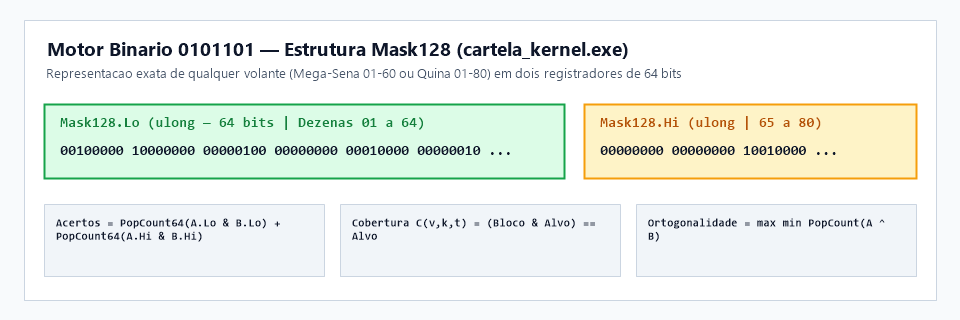 Motor Binario 0101101 — Estrutura Mask128 (cartela_kernel.exe)
Representacao exata de qualquer volante (Mega-Sena 01-60 ou Quina 01-80) em dois registradores de 64 bits
Mask128.Lo (ulong — 64 bits | Dezenas 01 a 64)
00100000 10000000 00000100 00000000 00010000 00000010 ...
Mask128.Hi (ulong | 65 a 80)
00000000 00000000 10010000 ...
Acertos = PopCount64(A.Lo & B.Lo) +
PopCount64(A.Hi & B.Hi)
Cobertura C(v,k,t) = (Bloco & Alvo) ==
Alvo
Ortogonalidade = max min PopCount(A ^
B)